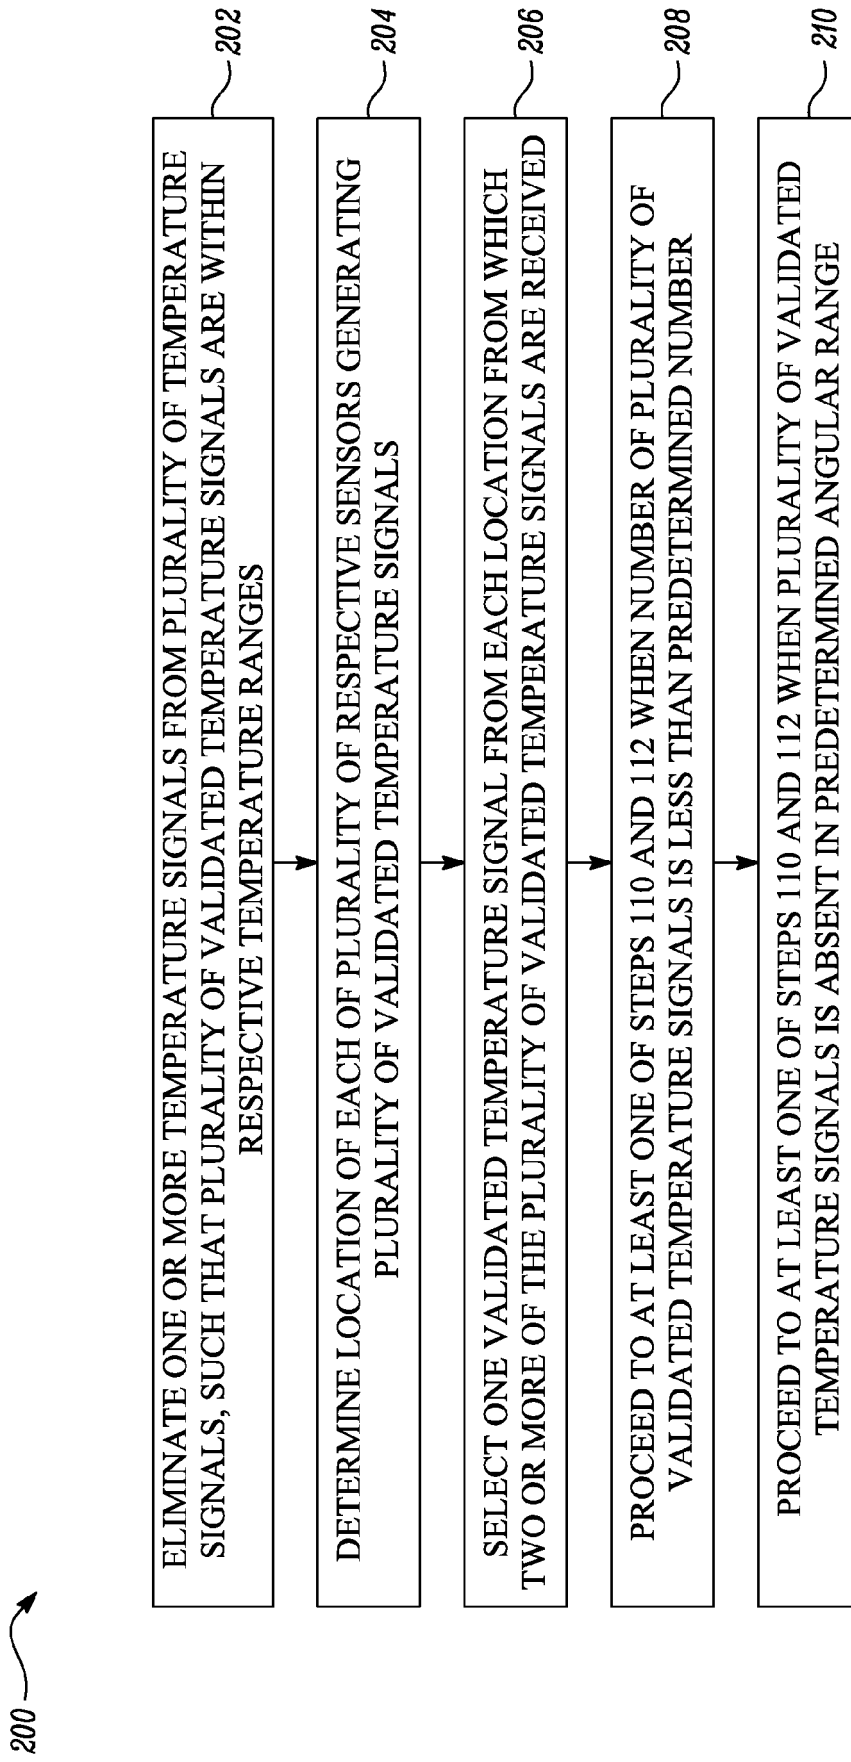 200
ELIMINATE ONE OR MORE TEMPERATURE SIGNALS FROM PLURALITY OF TEMPERATURE
SIGNALS, SUCH THAT PLURALITY OF VALIDATED TEMPERATURE SIGNALS ARE WITHIN
RESPECTIVE TEMPERATURE RANGES
202
DETERMINE LOCATION OF EACH OF PLURALITY OF RESPECTIVE SENSORS GENERATING
PLURALITY OF VALIDATED TEMPERATURE SIGNALS
204
SELECT ONE VALIDATED TEMPERATURE SIGNAL FROM EACH LOCATION FROM WHICH
TWO OR MORE OF THE PLURALITY OF VALIDATED TEMPERATURE SIGNALS ARE RECEIVED
206
PROCEED TO AT LEAST ONE OF STEPS 110 AND 112 WHEN NUMBER OF PLURALITY OF
VALIDATED TEMPERATURE SIGNALS IS LESS THAN PREDETERMINED NUMBER
208
PROCEED TO AT LEAST ONE OF STEPS 110 AND 112 WHEN PLURALITY OF VALIDATED
TEMPERATURE SIGNALS IS ABSENT IN PREDETERMINED ANGULAR RANGE
210